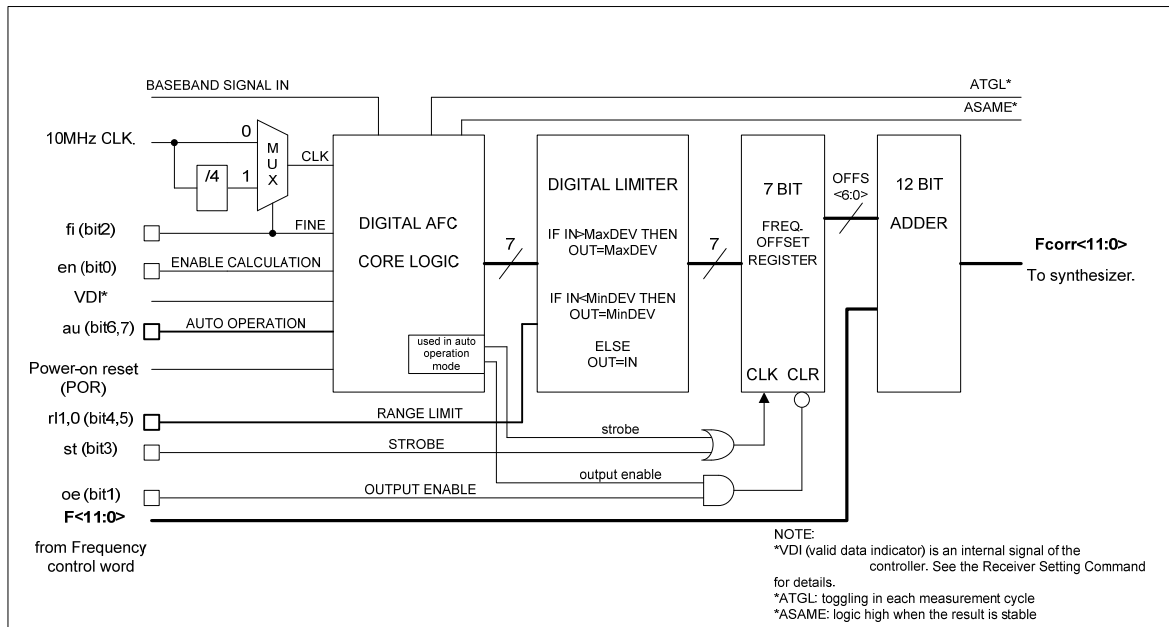 BASEBAND SIGNAL IN
ATGL*
ASAME*
10MHz CLK.
0
1
/4
M
U
X
CLK
fi (bit2)
FINE
en (bit0)
ENABLE CALCULATION
VDI*
au (bit6,7)
AUTO OPERATION
Power-on reset
(POR)
rl1,0 (bit4,5)
RANGE LIMIT
st (bit3)
STROBE
oe (bit1)
OUTPUT ENABLE
F<11:0>
from Frequency
control word
DIGITAL AFC
CORE LOGIC
used in auto
operation
mode
7
DIGITAL LIMITER
IF IN>MaxDEV THEN
OUT=MaxDEV
IF IN<MinDEV THEN
OUT=MinDEV
ELSE
OUT=IN
7
strobe
output enable
7 BIT
FREQ.
OFFSET
REGISTER
CLK CLR
OFFS
<6:0>
12 BIT
ADDER
Fcorr<11:0>
To synthesizer.
NOTE:
*VDI (valid data indicator) is an internal signal of the
controller. See the Receiver Setting Command
for details.
*ATGL: toggling in each measurement cycle
*ASAME: logic high when the result is stable